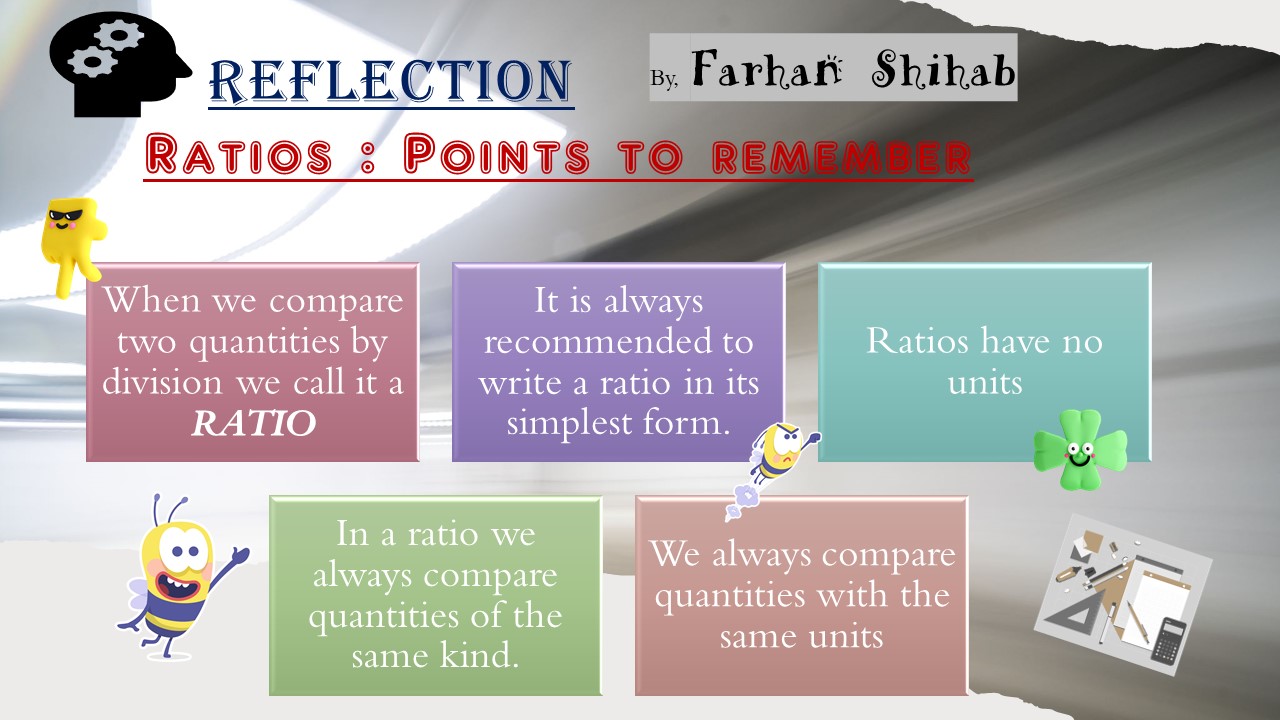 REFLECTION
By, Farhan Shihab
Ratios : Points to remember
When we compare
two quantities by
division we call it a
RATIO
It is always
recommended to
write a ratio in its
simplest form.
Ratios have no
units
In a ratio we
always compare
quantities of the
same kind.
We always compare
quantities with the
same units